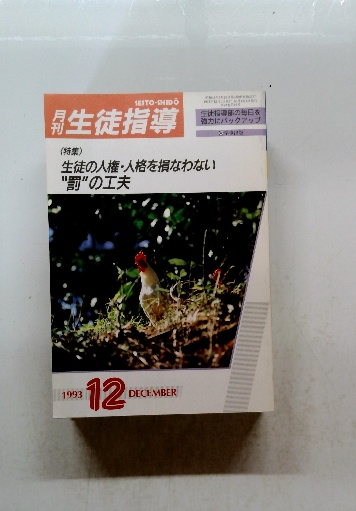 SEITO-SHIDŌ
月刊 生徒指導
生徒指導部の毎日を
強力にバックアップ
〈特集〉
生徒の人権・人格を損なわない
"罰"の工夫
1993 12 DECEMBER